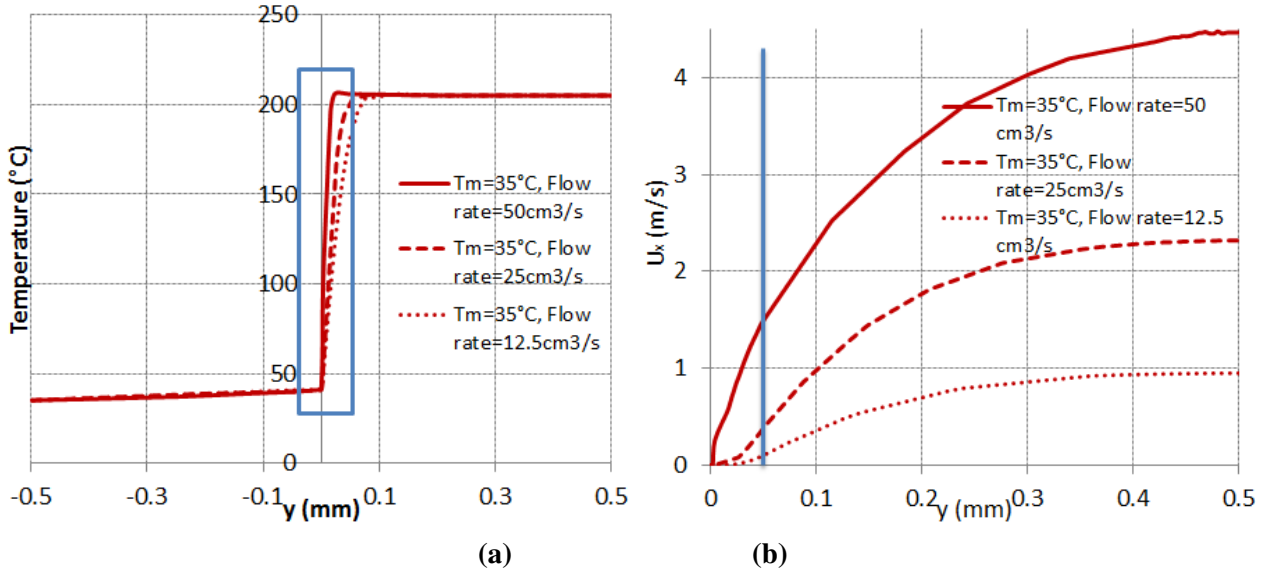 250
200
150
100
50
0
Temperature (°C)
Tm=35°C, Flow
rate=50cm3/s
Tm=35°C, Flow
rate=25cm3/s
Tm=35°C, Flow
rate=12.5cm3/s
-0.5
-0.3
-0.1
0.1
0.3
0.5
y (mm)
(a)
4
3
2
1
0
Uₓ (m/s)
Tm=35°C, Flow rate=50
cm3/s
Tm=35°C, Flow
rate=25cm3/s
Tm=35°C, Flow rate=12.5
cm3/s
0
0.1
0.2
0.3
0.4
0.5
y (mm)
(b)